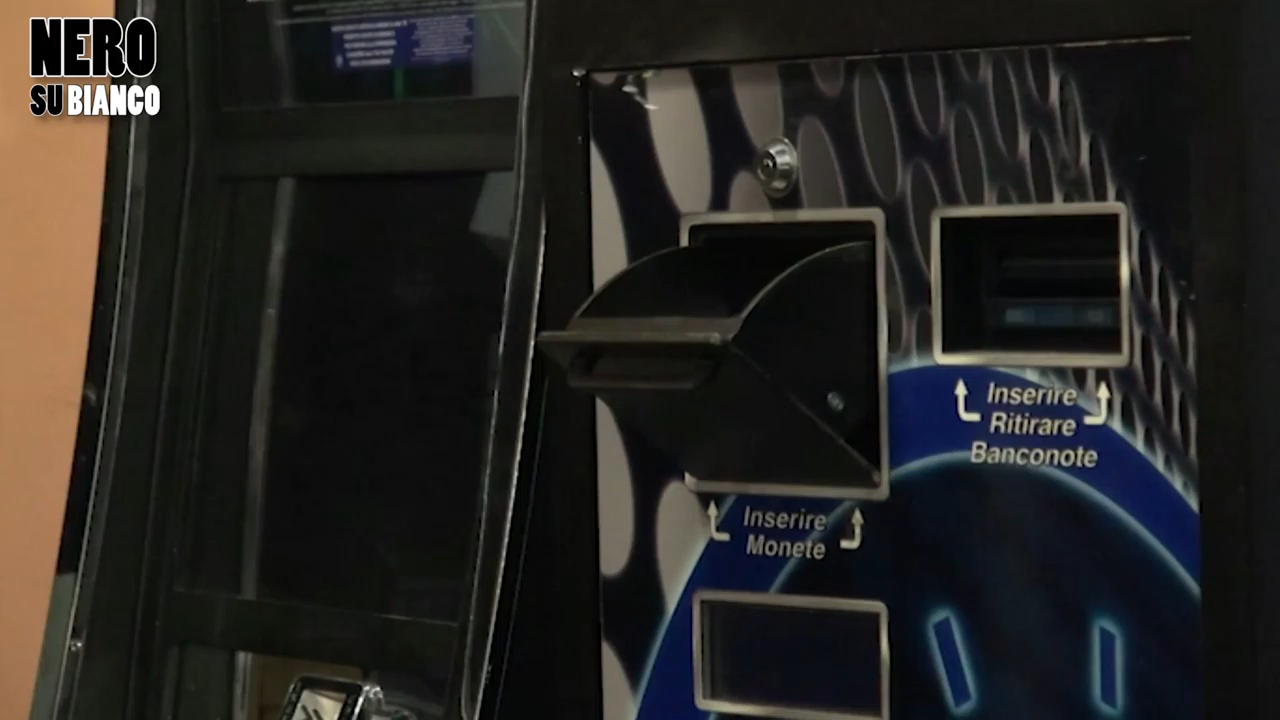 NERO
SU BIANCO
Inserire
Ritirare
Banconote
Inserire
Monete